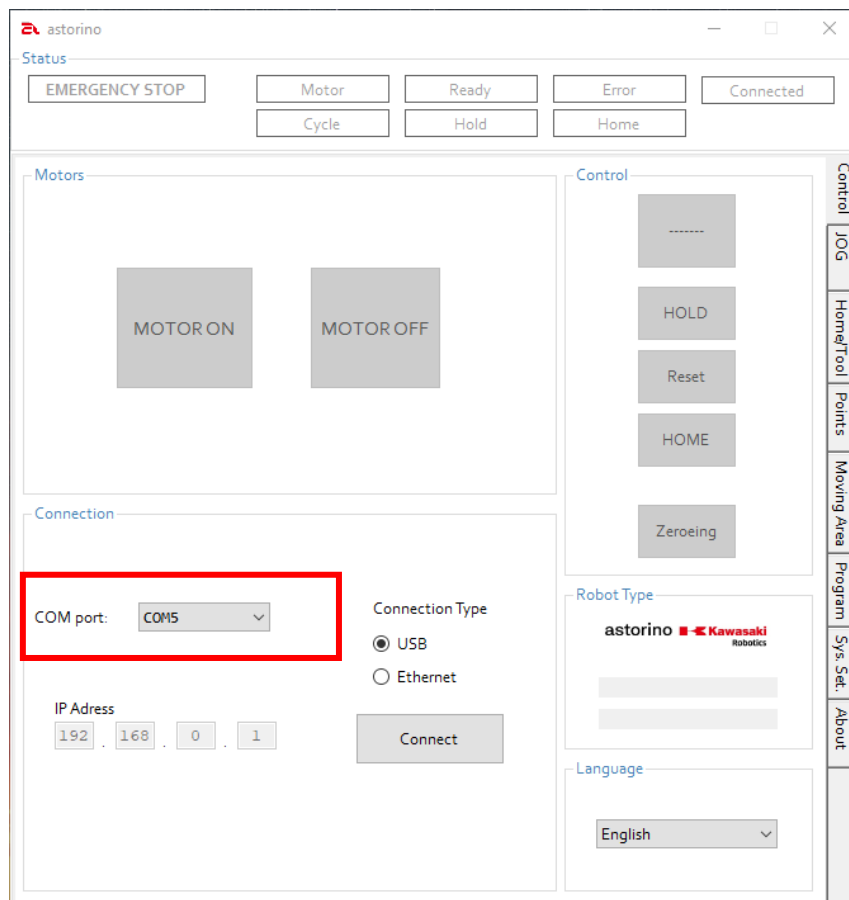 astorino
Status
EMERGENCY STOP
Motor
Ready
Error
Connected
Cycle
Hold
Home
Motors
MOTOR ON
MOTOR OFF
Control
-------
HOLD
Reset
HOME
Zeroeing
Connection
COM port:
COM5
Connection Type
USB
Ethernet
IP Adress
192 . 168 . 0 . 1
Connect
Robot Type
astorino Kawasaki
Robotics
Language
English
Control
JOG
Home/Tool
Points
Moving Area
Program
Sys. Set.
About